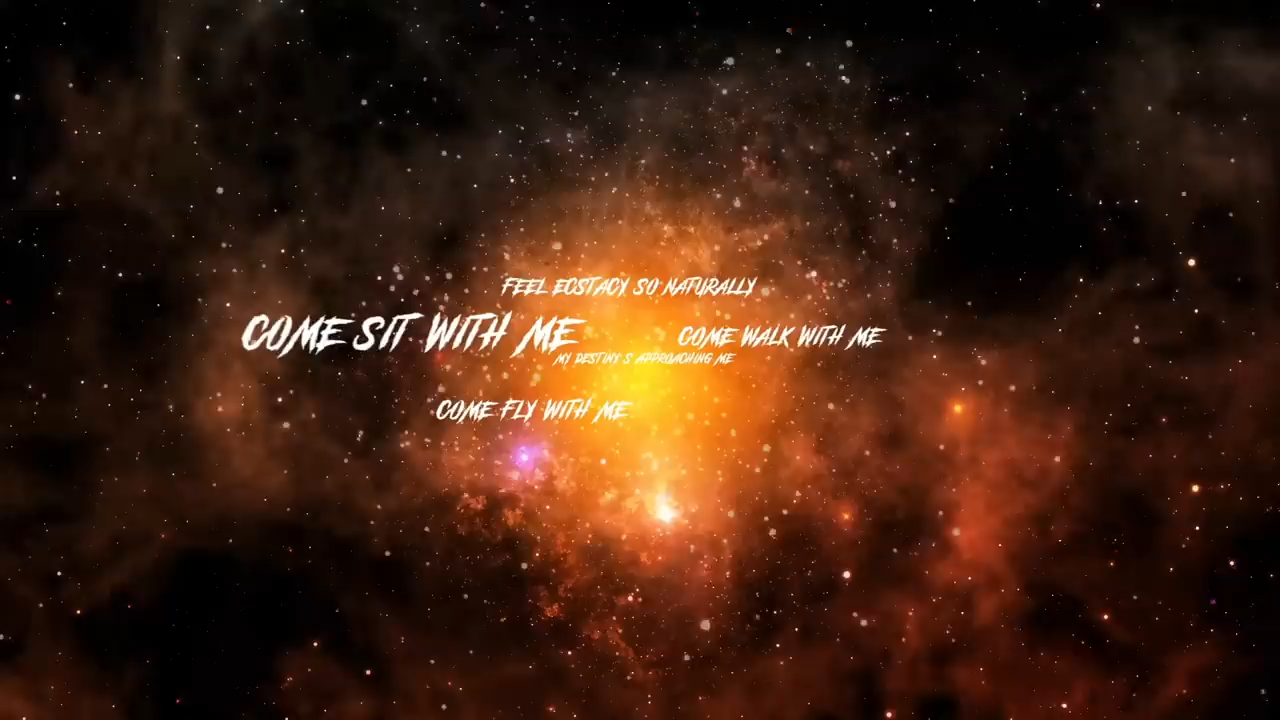 FEEL ECSTACY SO NATURALLY
COME SIT WITH ME
COME WALK WITH ME
MY DESTINY'S APPROACHING ME
COME FLY WITH ME